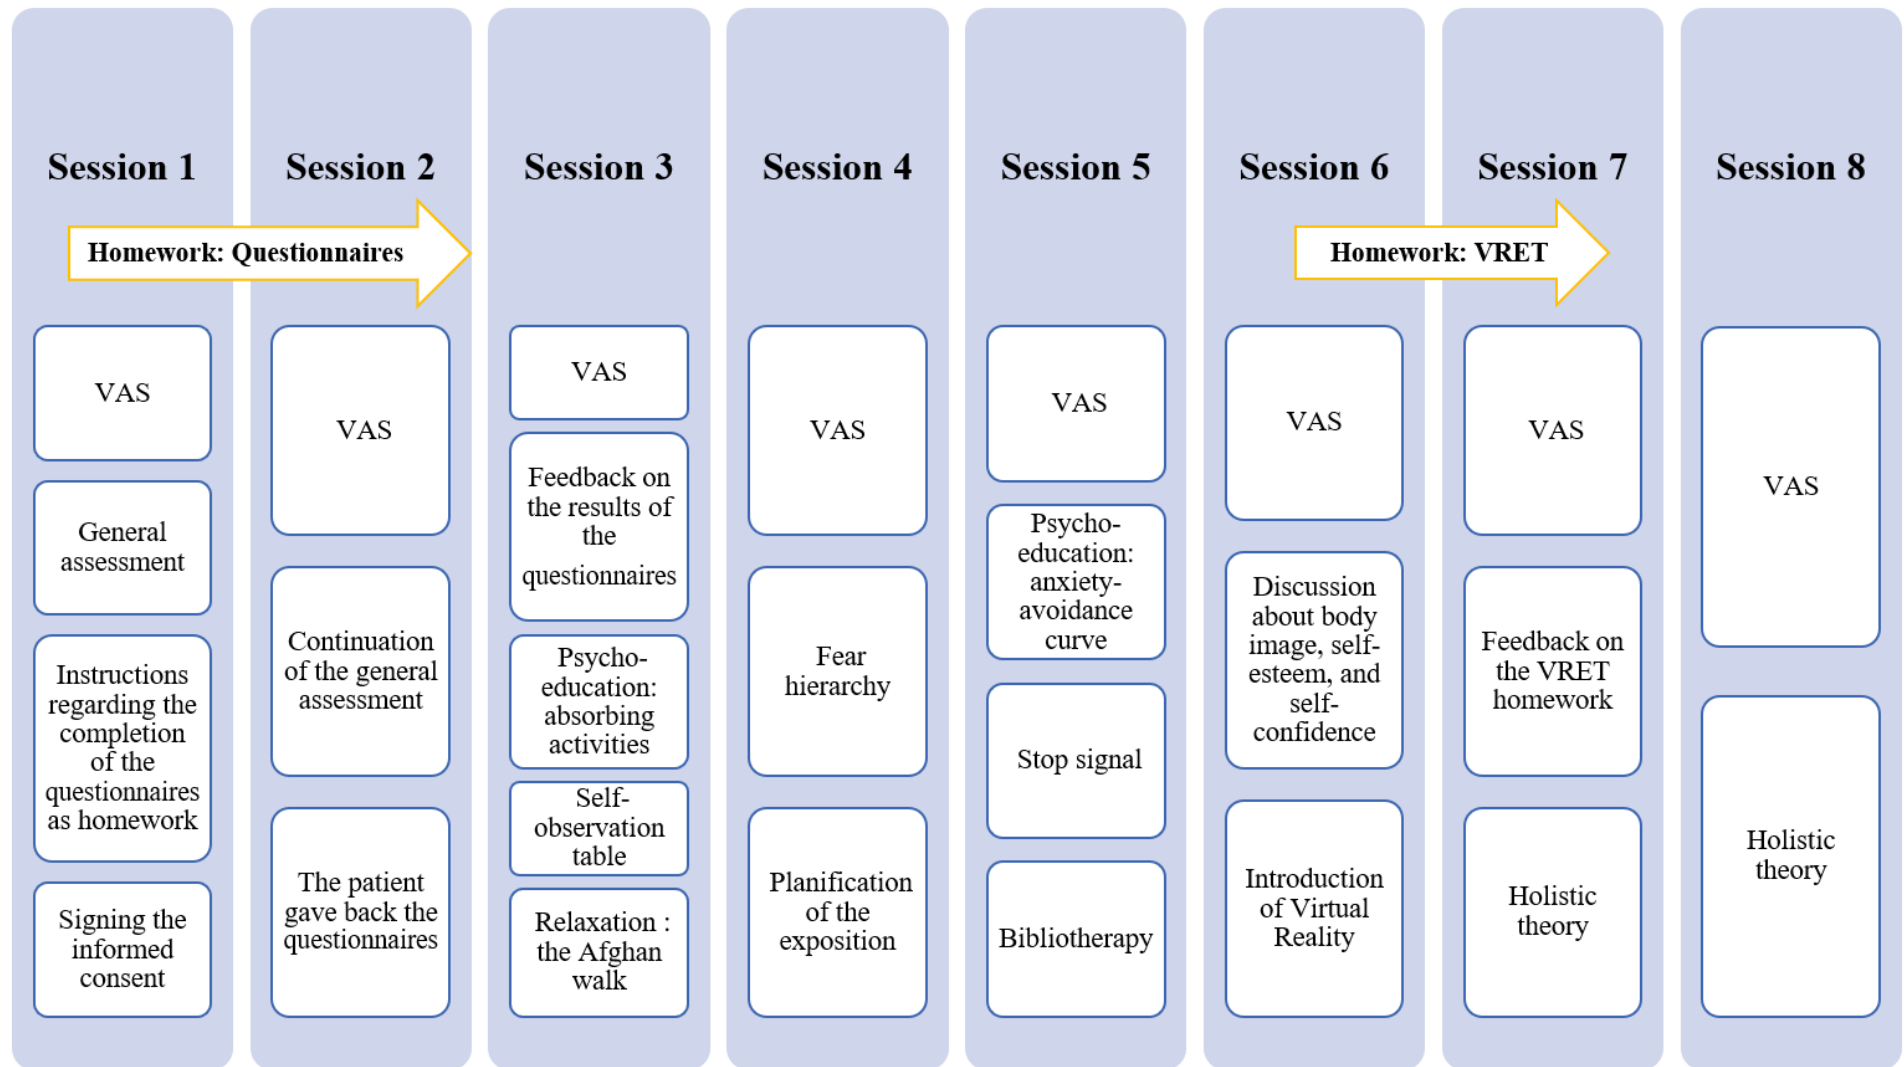 Session 1
Session 2
Session 3
Session 4
Session 5
Session 6
Session 7
Session 8
Homework: Questionnaires
Homework: VRET
VAS
General
assessment
Instructions
regarding the
completion
of the
questionnaires
as homework
Signing the
informed
consent
VAS
Continuation
of the general
assessment
The patient
gave back the
questionnaires
VAS
Feedback on
the results of
the
questionnaires
Psycho-
education:
absorbing
activities
Self-
observation
table
Relaxation :
the Afghan
walk
VAS
Fear
hierarchy
Planification
of the
exposition
VAS
Psycho-
education:
anxiety-
avoidance
curve
Stop signal
Bibliotherapy
VAS
Discussion
about body
image, self-
esteem, and
self-
confidence
Introduction
of Virtual
Reality
VAS
Feedback on
the VRET
homework
Holistic
theory
VAS
Holistic
theory